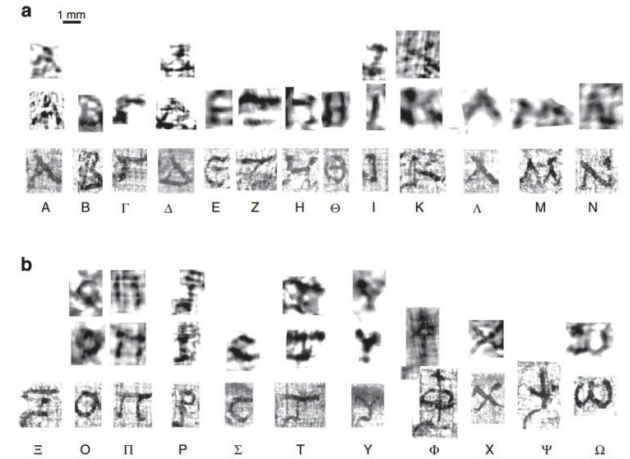 a
1 mm
Α Β Γ Δ Ε Ζ Η Θ Ι Κ Λ Μ Ν
b
Ξ Ο Π Ρ Σ Τ Υ Φ Χ Ψ Ω